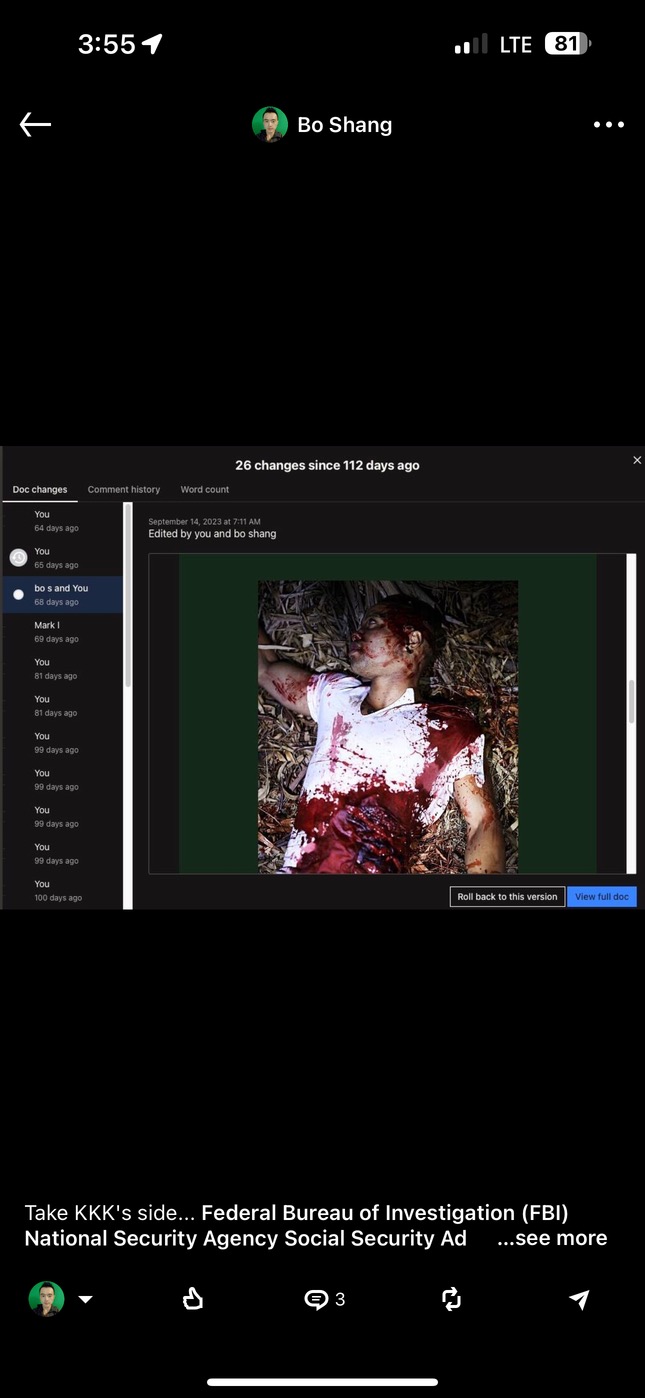 3:55
LTE
81
Bo Shang
26 changes since 112 days ago
Doc changes
Comment history
Word count
You
64 days ago
You
65 days ago
bo s and You
68 days ago
Mark I
69 days ago
You
81 days ago
You
81 days ago
You
99 days ago
You
99 days ago
You
99 days ago
You
99 days ago
You
100 days ago
September 14, 2023 at 7:11 AM
Edited by you and bo shang
Roll back to this version
View full doc
Take KKK's side... Federal Bureau of Investigation (FBI)
National Security Agency Social Security Ad ...see more
3